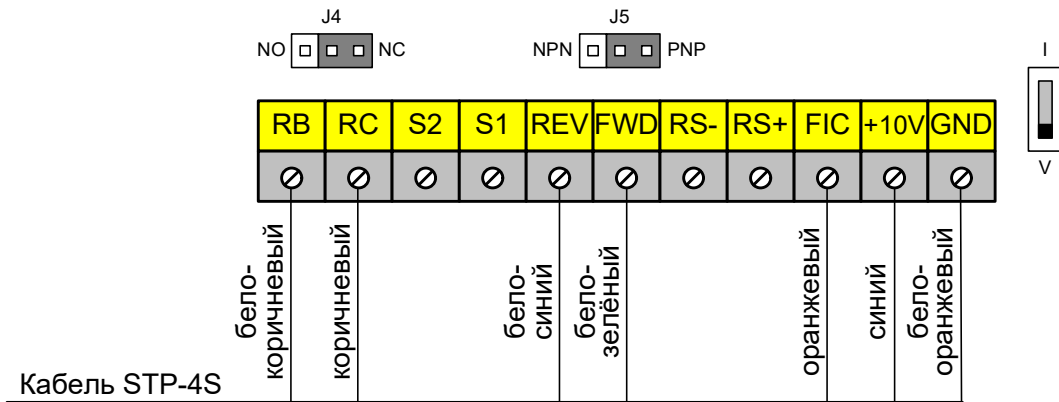 J4
NO NC
J5
NPN PNP
I
V
RB RC S2 S1 REV FWD RS- RS+ FIC +10V GND
бело-
коричневый
коричневый
бело-
синий
бело-
зелёный
оранжевый
синий
бело-
оранжевый
Кабель STP-4S